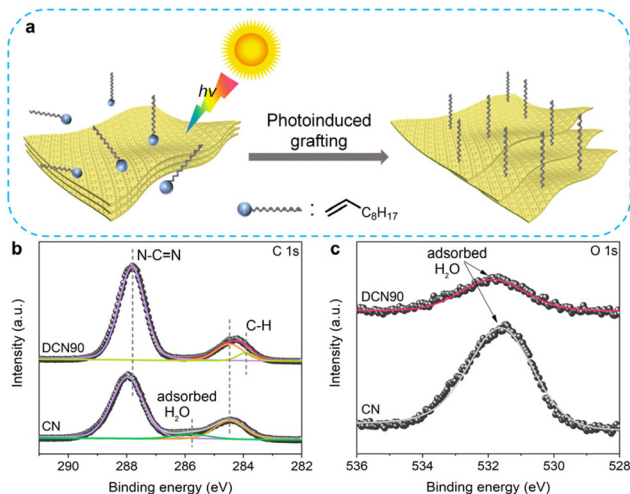 a
hν
Photoinduced
grafting
:
C8H17
b
C 1s
N-C=N
DCN90
C-H
adsorbed
H2O
CN
Intensity (a.u.)
290 288 286 284 282
Binding energy (eV)
c
O 1s
adsorbed
H2O
DCN90
CN
Intensity (a.u.)
536 534 532 530 528
Binding energy (eV)